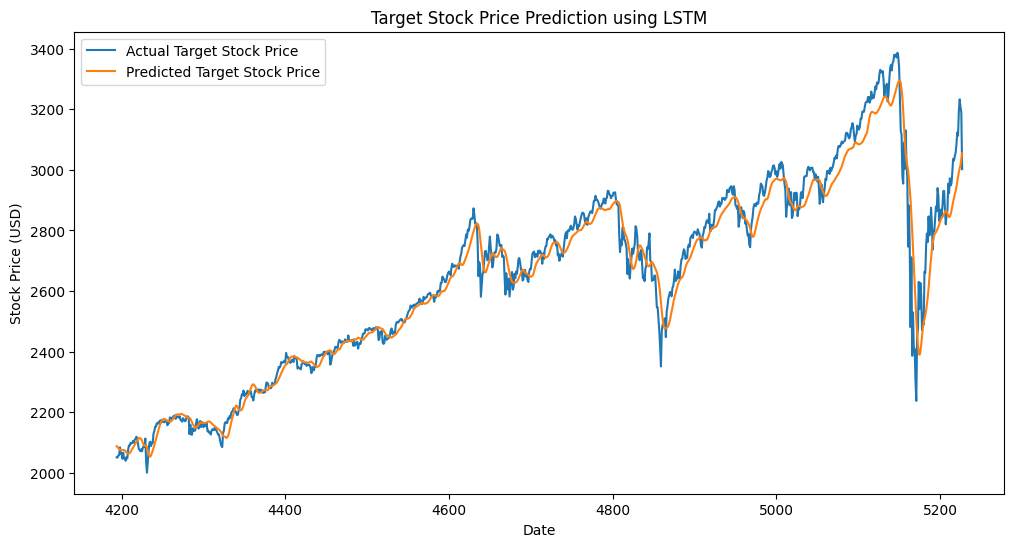 Target Stock Price Prediction using LSTM
Actual Target Stock Price
Predicted Target Stock Price
Stock Price (USD)
3400
3200
3000
2800
2600
2400
2200
2000
4200 4400 4600 4800 5000 5200
Date